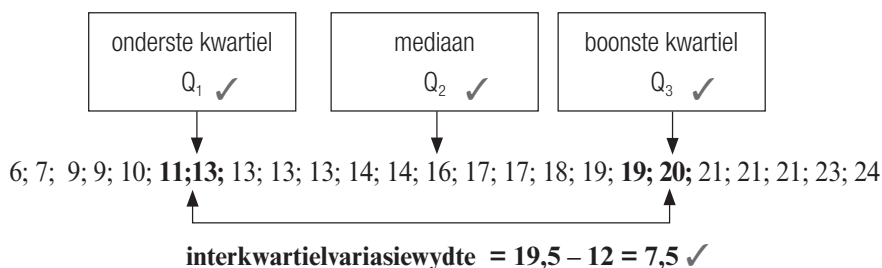 onderste kwartiel mediaan boonste kwartiel
Q₁ ✓ Q₂ ✓ Q₃ ✓
6; 7; 9; 9; 10; 11;13; 13; 13; 13; 14; 14; 16; 17; 17; 18; 19; 19; 20; 21; 21; 21; 23; 24
interkwartielvariasiewydte = 19,5 – 12 = 7,5 ✓